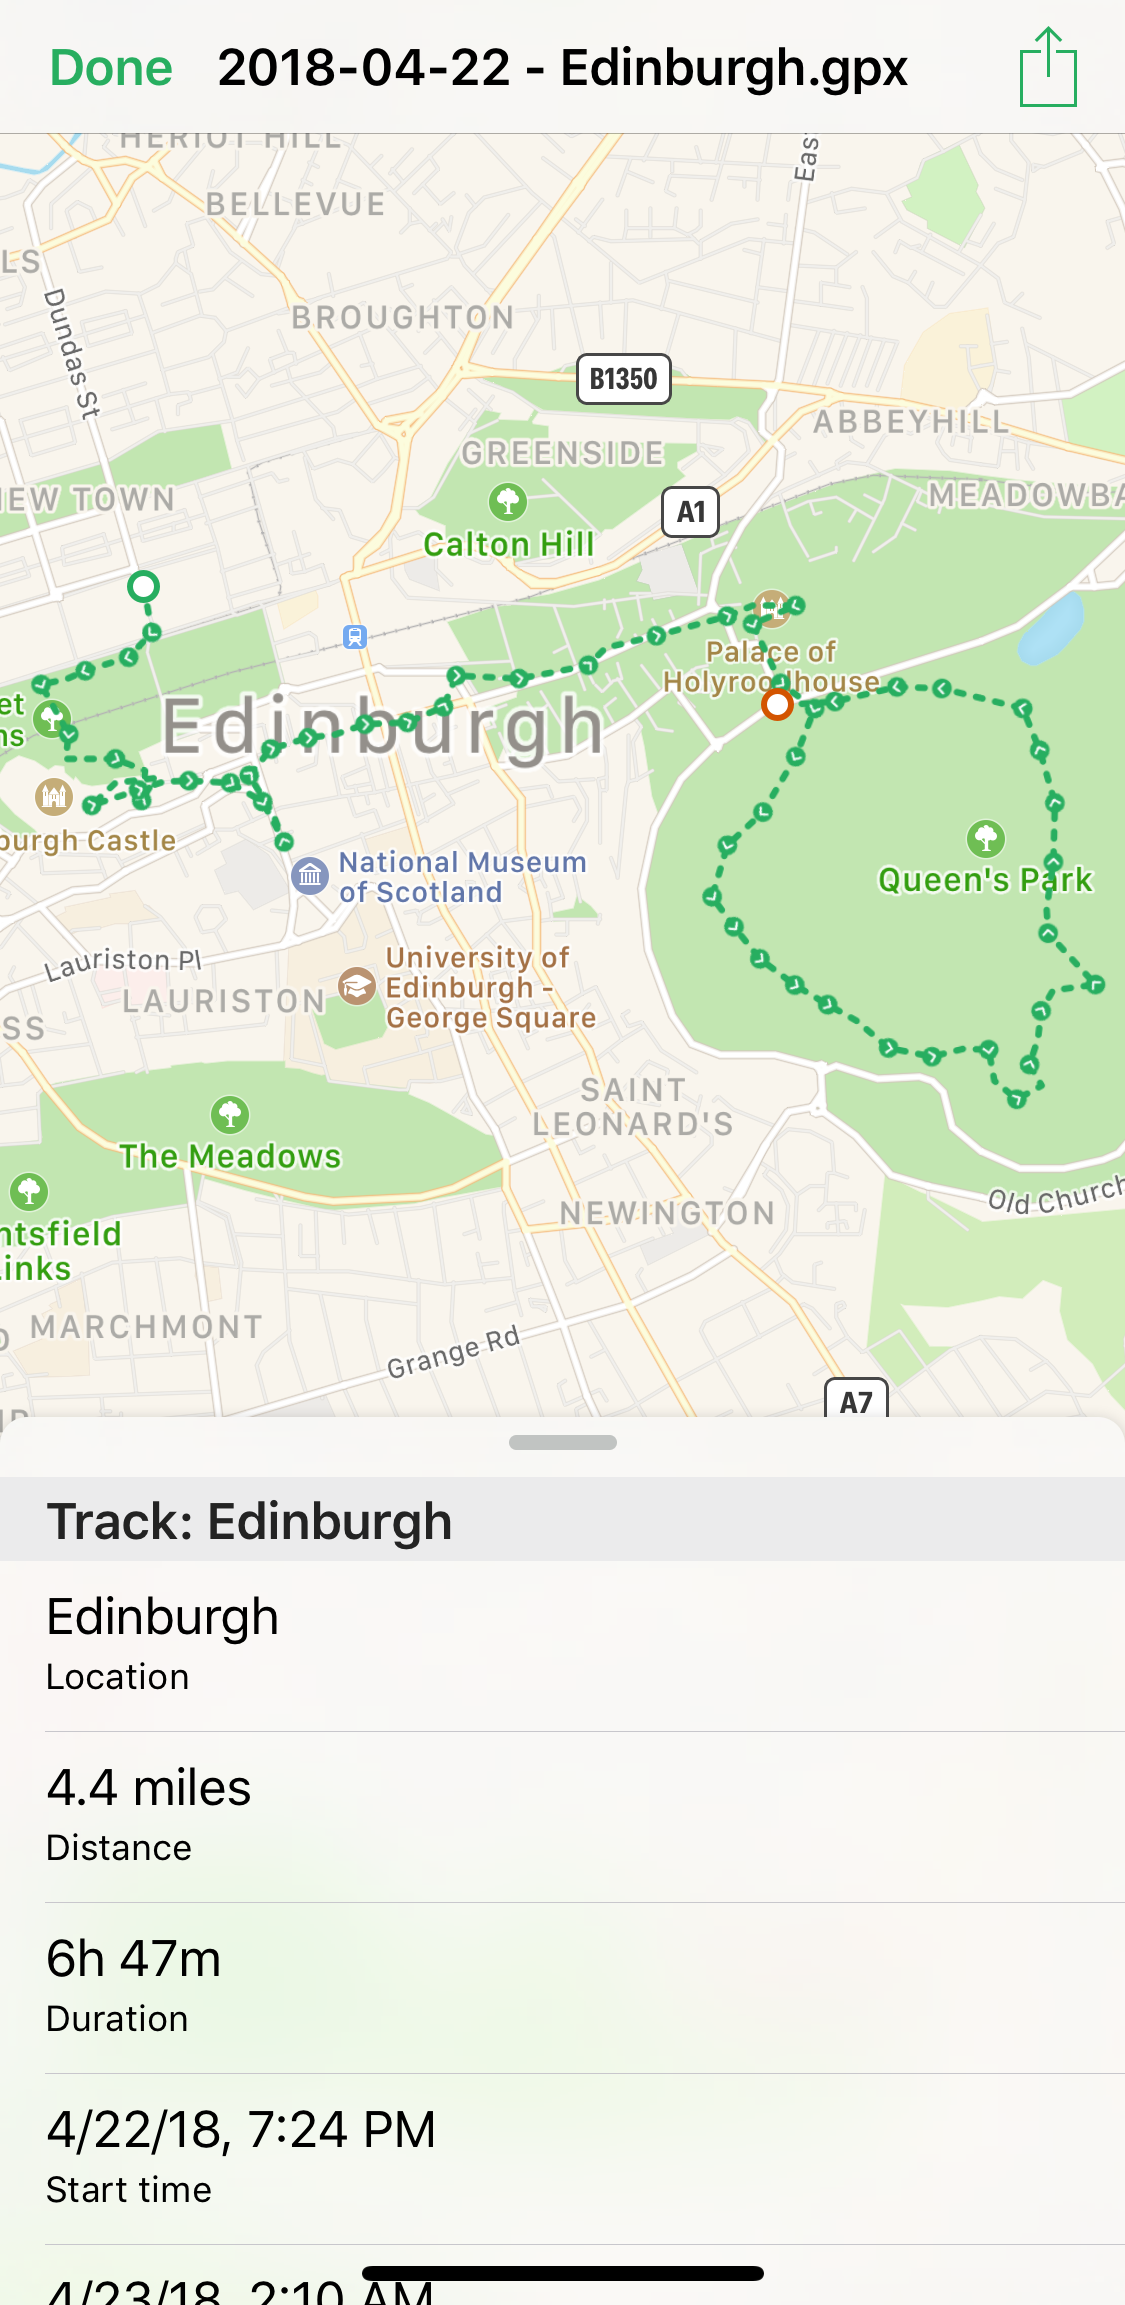 Done
2018-04-22 - Edinburgh.gpx
HERIOT HILL
BELLEVUE
Eas
LS
Dundas St
BROUGHTON
B1350
ABBEYHILL
GREENSIDE
EW TOWN
A1
MEADOWBA
Calton Hill
Palace of
Holyroodhouse
et
ns
Edinburgh
burgh Castle
National Museum
of Scotland
Queen's Park
Lauriston Pl
University of
Edinburgh -
George Square
LAURISTON
SS
SAINT
LEONARD'S
The Meadows
Old Church
NEWINGTON
ntsfield
inks
MARCHMONT
Grange Rd
A7
Track: Edinburgh
Edinburgh
Location
4.4 miles
Distance
6h 47m
Duration
4/22/18, 7:24 PM
Start time
4/23/18, 2:10 AM